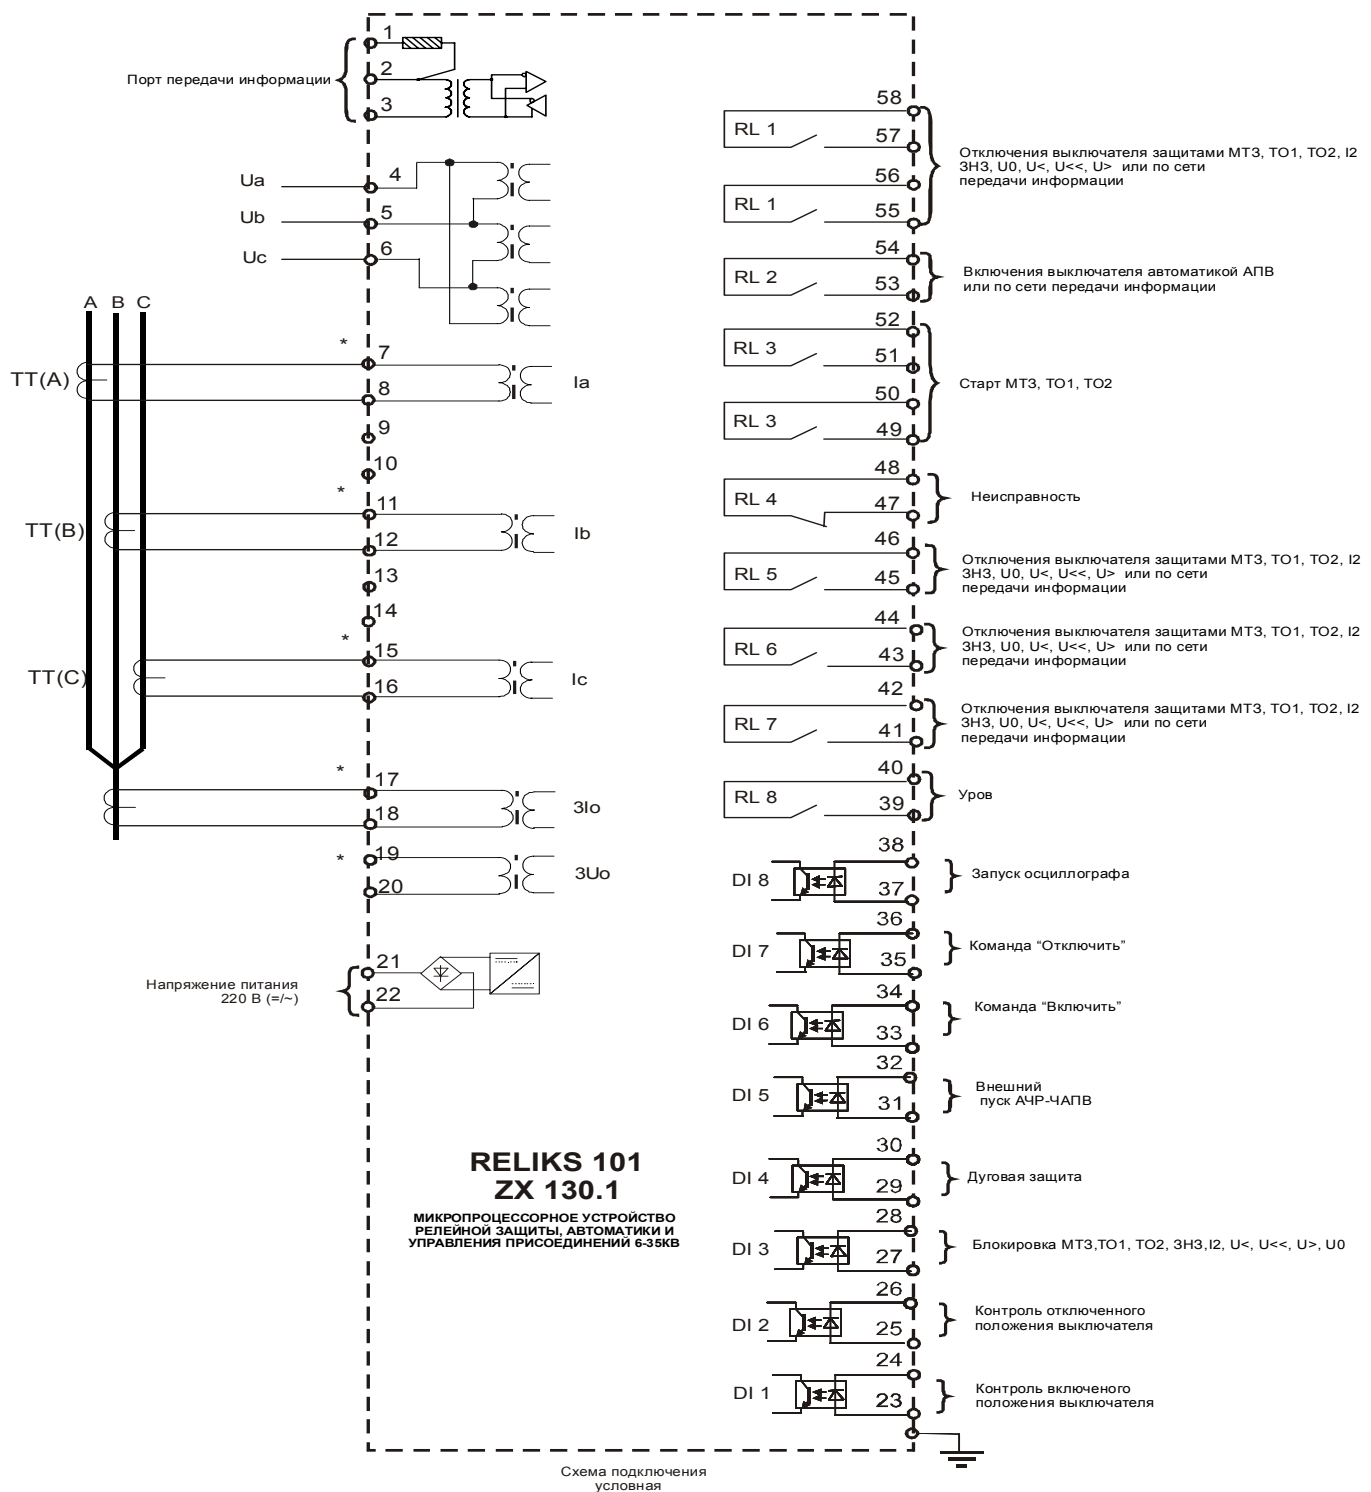 1
2
3
Порт передачи информации
4
5
6
Ua
Ub
Uc
A B C
*
7
8
TT(A)
Ia
9
10
*
11
12
TT(B)
Ib
13
14
*
15
16
TT(C)
Ic
*
17
18
3Io
*
19
20
3Uo
21
22
Напряжение питания
220 В (=/~)
RELIKS 101
ZX 130.1
МИКРОПРОЦЕССОРНОЕ УСТРОЙСТВО
РЕЛЕЙНОЙ ЗАЩИТЫ, АВТОМАТИКИ И
УПРАВЛЕНИЯ ПРИСОЕДИНЕНИЙ 6-35КВ
58
RL 1
57
56
RL 1
55
Отключения выключателя защитами МТЗ, ТО1, ТО2, I2
ЗНЗ, U0, U<, U<<, U> или по сети
передачи информации
54
RL 2
53
Включения выключателя автоматикой АПВ
или по сети передачи информации
52
RL 3
51
50
RL 3
49
Старт МТЗ, ТО1, ТО2
48
RL 4
47
Неисправность
46
RL 5
45
Отключения выключателя защитами МТЗ, ТО1, ТО2, I2
ЗНЗ, U0, U<, U<<, U> или по сети
передачи информации
44
RL 6
43
Отключения выключателя защитами МТЗ, ТО1, ТО2, I2
ЗНЗ, U0, U<, U<<, U> или по сети
передачи информации
42
RL 7
41
Отключения выключателя защитами МТЗ, ТО1, ТО2, I2
ЗНЗ, U0, U<, U<<, U> или по сети
передачи информации
40
RL 8
39
Уров
38
DI 8
37
Запуск осциллографа
36
DI 7
35
Команда “Отключить”
34
DI 6
33
Команда “Включить”
32
DI 5
31
Внешний
пуск АЧР-ЧАПВ
30
DI 4
29
Дуговая защита
28
DI 3
27
Блокировка МТЗ,ТО1, ТО2, ЗНЗ,I2, U<, U<<, U>, U0
26
DI 2
25
Контроль отключенного
положения выключателя
24
DI 1
23
Контроль включеного
положения выключателя
Схема подключения
условная